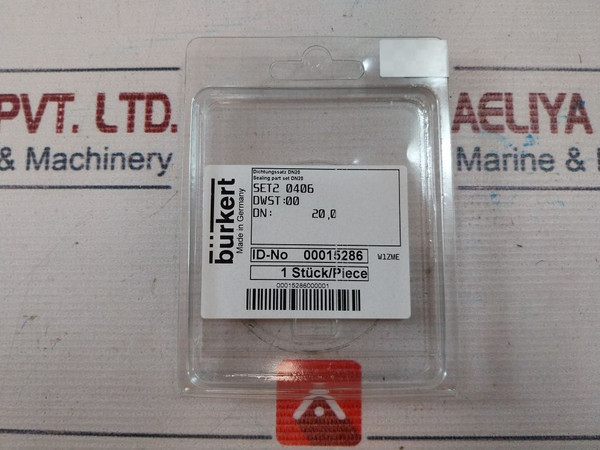 PVT. LTD.
AELIYA
& Machinery
Marine &
bürkert
Made in Germany
Dichtungssatz DN20
Sealing part set DN20
SET2 0406
DWST:00
DN: 20,0
ID-No 00015286
W1ZME
1 Stück/Piece
00015286000001